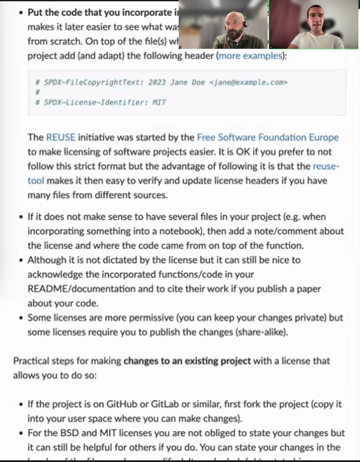 • Put the code that you incorporate i
makes it later easier to see what was
from scratch. On top of the file(s) wh
project add (and adapt) the following header (more examples):
# SPDX-FileCopyrightText: 2023 Jane Doe <jane@example.com>
#
# SPDX-License-Identifier: MIT
The REUSE initiative was started by the Free Software Foundation Europe
to make licensing of software projects easier. It is OK if you prefer to not
follow this strict format but the advantage of following it is that the reuse-
tool makes it then easy to verify and update license headers if you have
many files from different sources.
• If it does not make sense to have several files in your project (e.g. when
incorporating something into a notebook), then add a note/comment about
the license and where the code came from on top of the function.
• Although it is not dictated by the license but it can still be nice to
acknowledge the incorporated functions/code in your
README/documentation and to cite their work if you publish a paper
about your code.
• Some licenses are more permissive (you can keep your changes private) but
some licenses require you to publish the changes (share-alike).
Practical steps for making changes to an existing project with a license that
allows you to do so:
• If the project is on GitHub or GitLab or similar, first fork the project (copy it
into your user space where you can make changes).
• For the BSD and MIT licenses you are not obliged to state your changes but
it can still be helpful for others if you do. You can state your changes in the